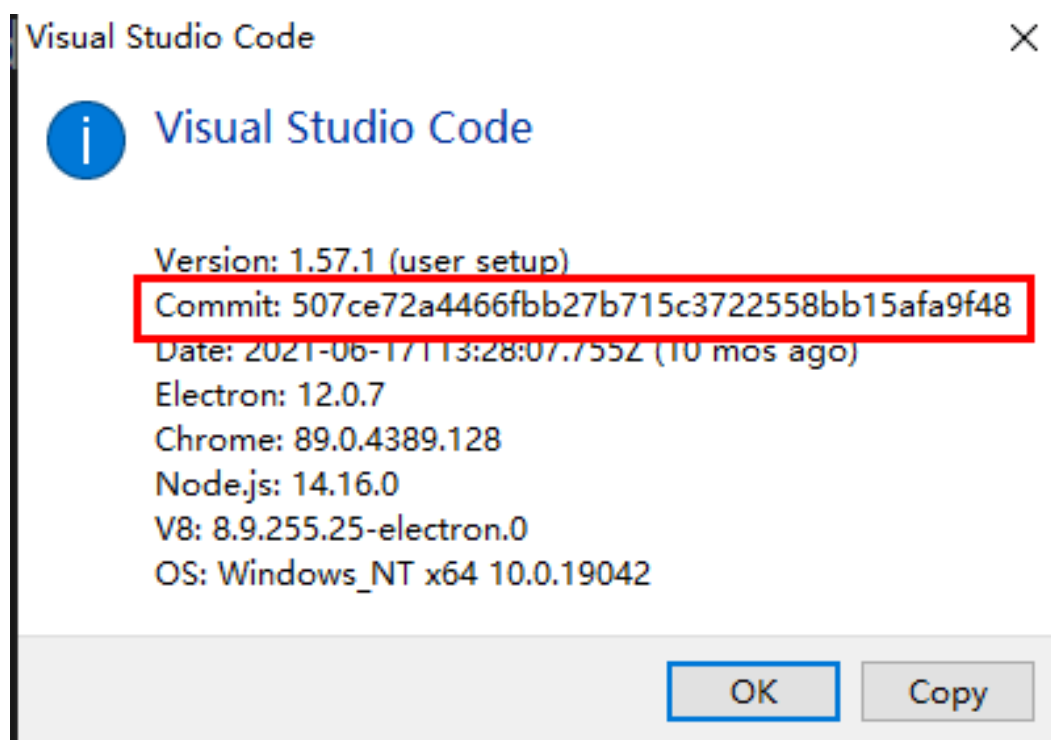 Visual Studio Code
Visual Studio Code
Version: 1.57.1 (user setup)
Commit: 507ce72a4466fbb27b715c3722558bb15afa9f48
Date: 2021-06-17T13:28:07.755Z (10 mos ago)
Electron: 12.0.7
Chrome: 89.0.4389.128
Node.js: 14.16.0
V8: 8.9.255.25-electron.0
OS: Windows_NT x64 10.0.19042
OK Copy